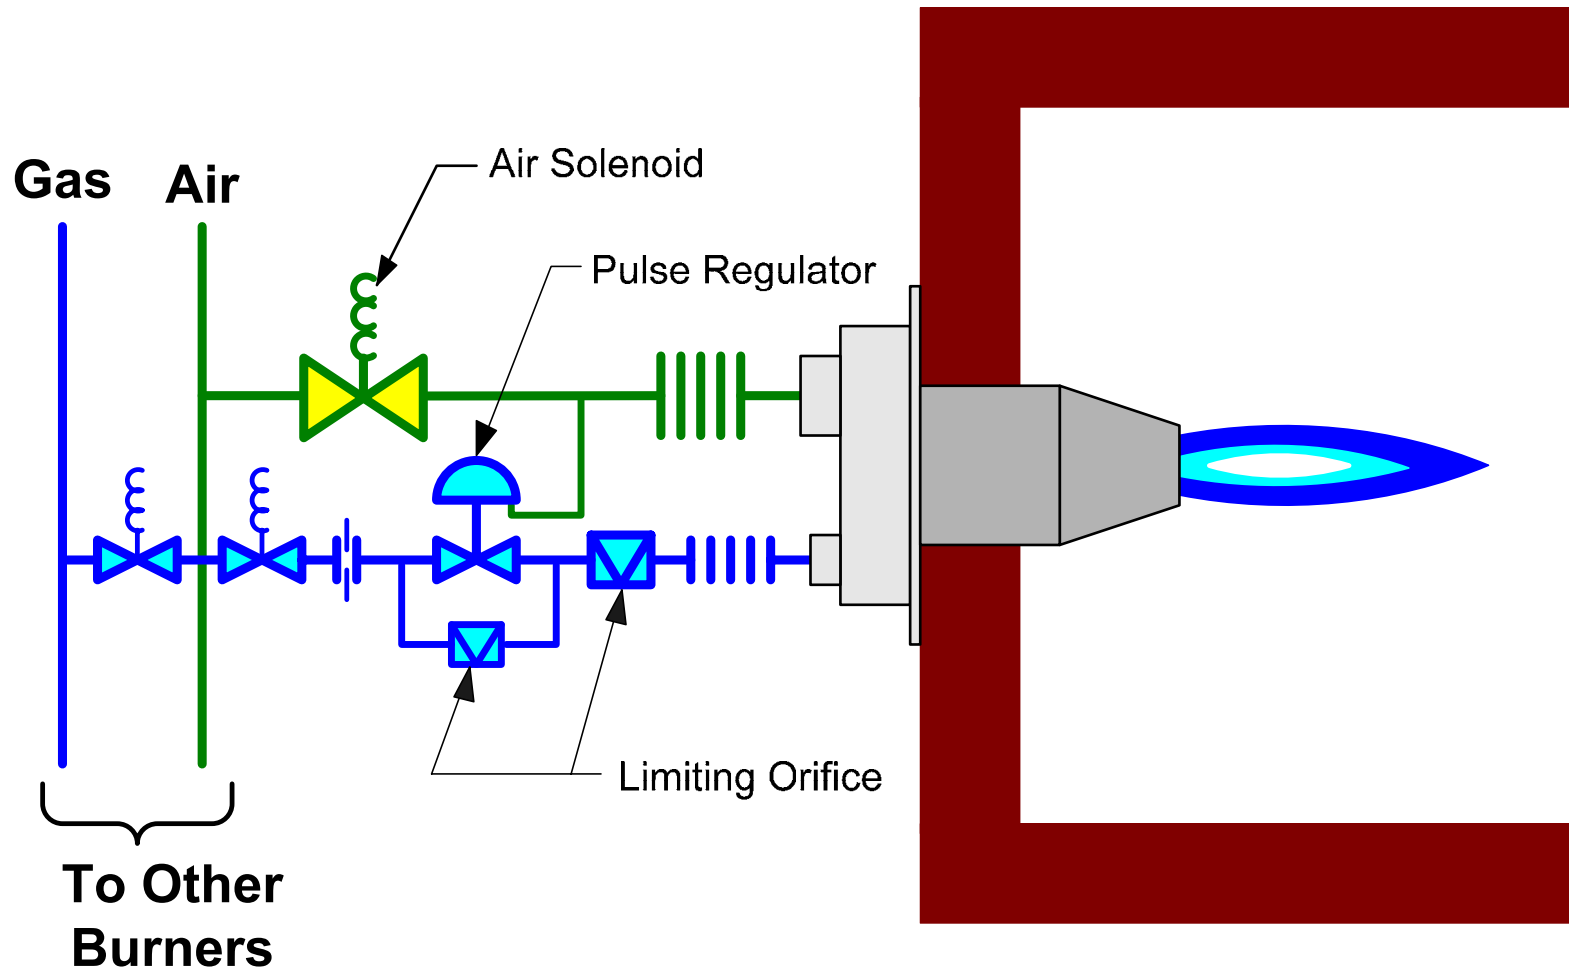 Gas
Air
Air Solenoid
Pulse Regulator
Limiting Orifice
To Other
Burners